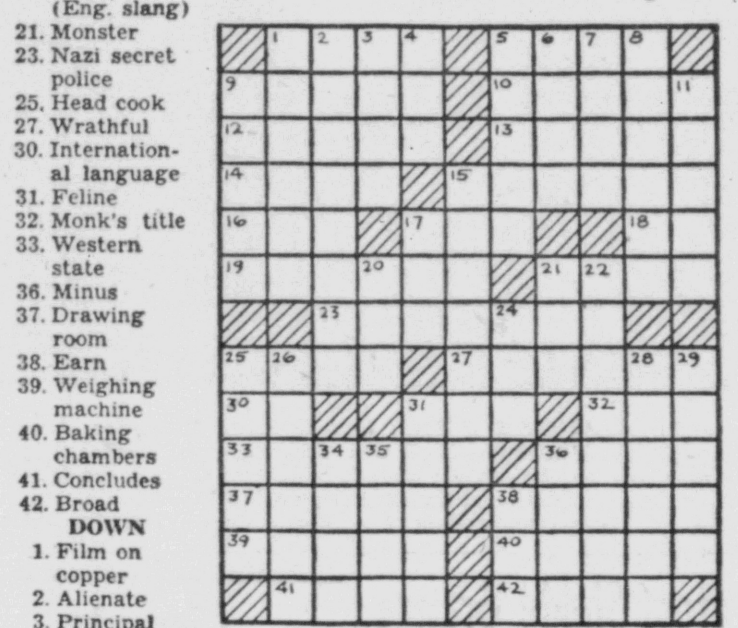 (Eng. slang)
21. Monster
23. Nazi secret
police
25. Head cook
27. Wrathful
30. Internation-
al language
31. Feline
32. Monk's title
33. Western
state
36. Minus
37. Drawing
room
38. Earn
39. Weighing
machine
40. Baking
chambers
41. Concludes
42. Broad
DOWN
1. Film on
copper
2. Alienate
3. Principal
1 2 3 4 5 6 7 8
9 10 11
12 13
14 15
16 17 18
19 20 21 22
23 24
25 26 27 28 29
30 31 32
33 34 35 36
37 38
39 40
41 42